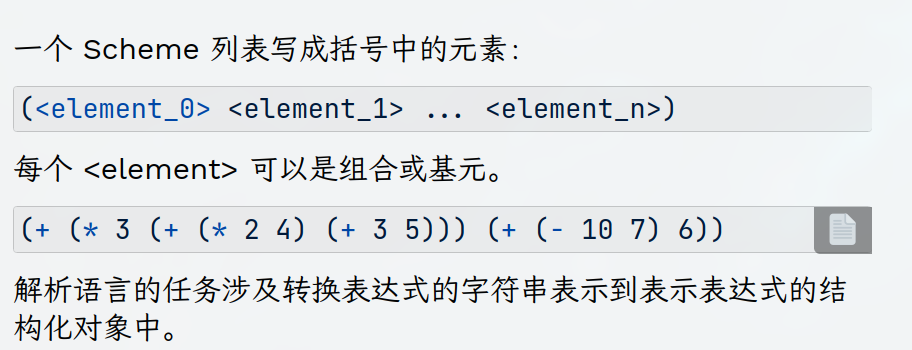 一个 Scheme 列表写成括号中的元素：
(<element_0> <element_1> ... <element_n>)
每个 <element> 可以是组合或基元。
(+ (* 3 (+ (* 2 4) (+ 3 5))) (+ (- 10 7) 6))
解析语言的任务涉及转换表达式的字符串表示到表示表达式的结
构化对象中。